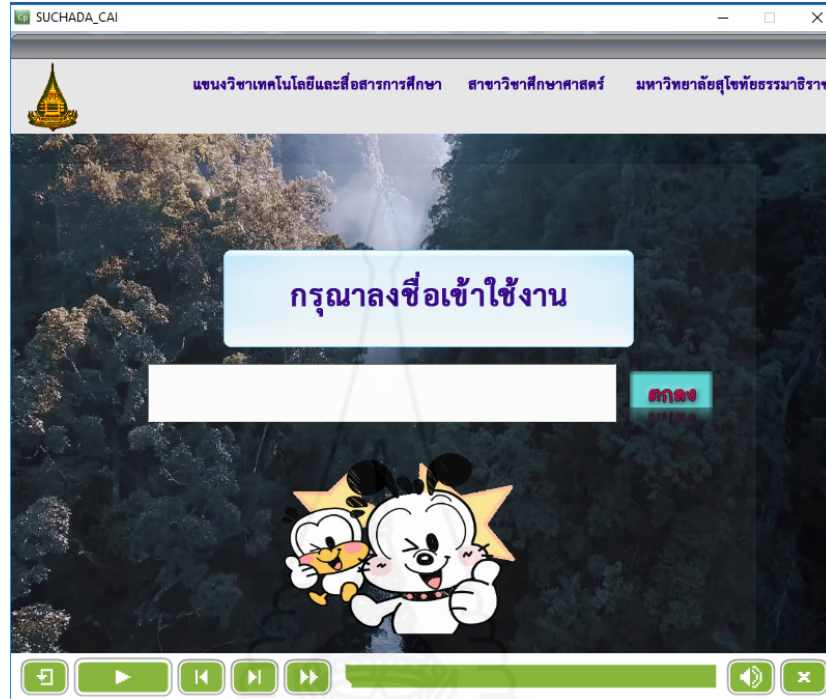 SUCHADA_CAI
แขนงวิชาเทคโนโลยีและสื่อสารการศึกษา สาขาวิชาศึกษาศาสตร์ มหาวิทยาลัยสุโขทัยธรรมาธิราช
กรุณาลงชื่อเข้าใช้งาน
ตกลง